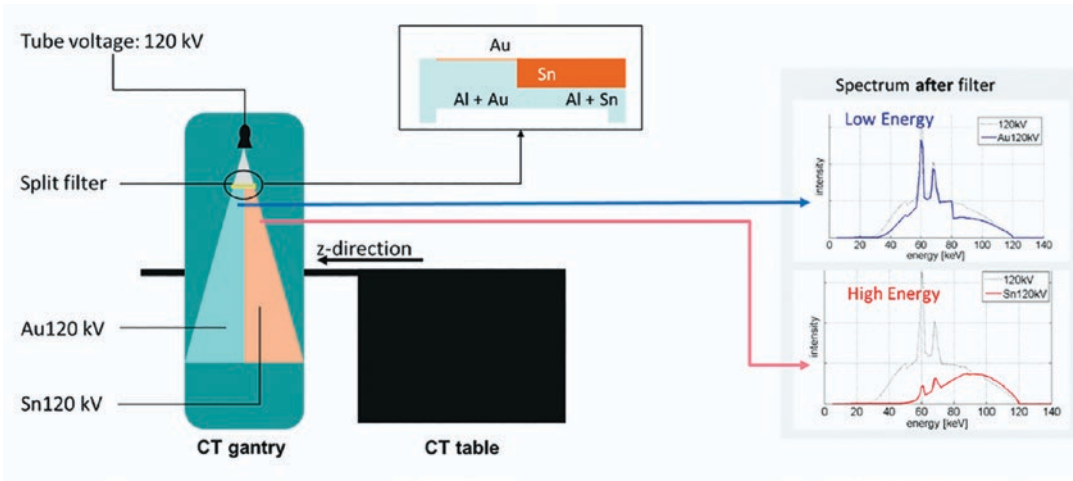 Tube voltage: 120 kV
Split filter
Au120 kV
Sn120 kV
CT gantry
Au
Sn
Al + Au
Al + Sn
z-direction
CT table
Spectrum after filter
Low Energy
120kV
Au120kV
intensity
0 20 40 60 80 100 120 140
energy [keV]
High Energy
120kV
Sn120kV
intensity
0 20 40 60 80 100 120 140
energy [keV]